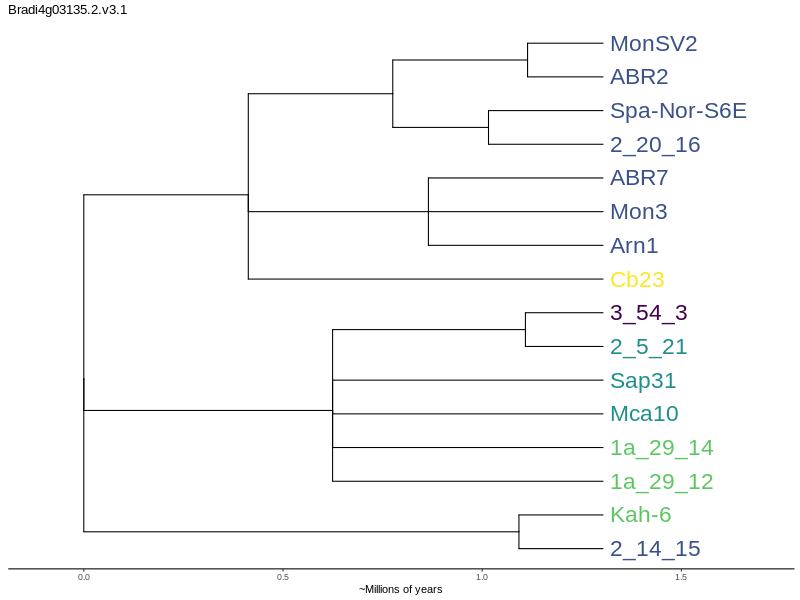 Bradi4g03135.2.v3.1
MonSV2
ABR2
Spa-Nor-S6E
2_20_16
ABR7
Mon3
Arn1
Cb23
3_54_3
2_5_21
Sap31
Mca10
1a_29_14
1a_29_12
Kah-6
2_14_15
0.0 0.5 1.0 1.5
~Millions of years